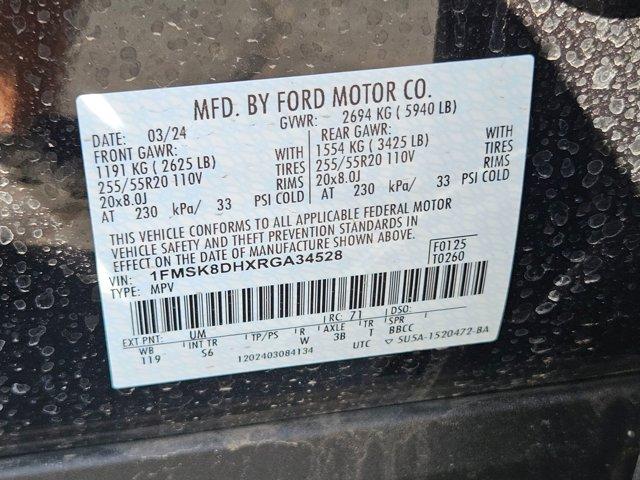 MFD. BY FORD MOTOR CO.
DATE: 03/24 GVWR: 2694 KG ( 5940 LB)
FRONT GAWR: REAR GAWR:
1191 KG ( 2625 LB) WITH 1554 KG ( 3425 LB) WITH
255/55R20 110V TIRES 255/55R20 110V TIRES
20x8.0J RIMS 20x8.0J RIMS
AT 230 kPa/ 33 PSI COLD AT 230 kPa/ 33 PSI COLD
THIS VEHICLE CONFORMS TO ALL APPLICABLE FEDERAL MOTOR
VEHICLE SAFETY AND THEFT PREVENTION STANDARDS IN
EFFECT ON THE DATE OF MANUFACTURE SHOWN ABOVE.
VIN: 1FMSK8DHXRGA34528 F0125
TYPE: MPV T0260
EXT PNT: UM RC: 71 DSO:
WB INT TR TP/PS R AXLE TR SPR
119 S6 W 3B T BBCC
1202403084134 UTC ▽ 5U5A-1520472-BA